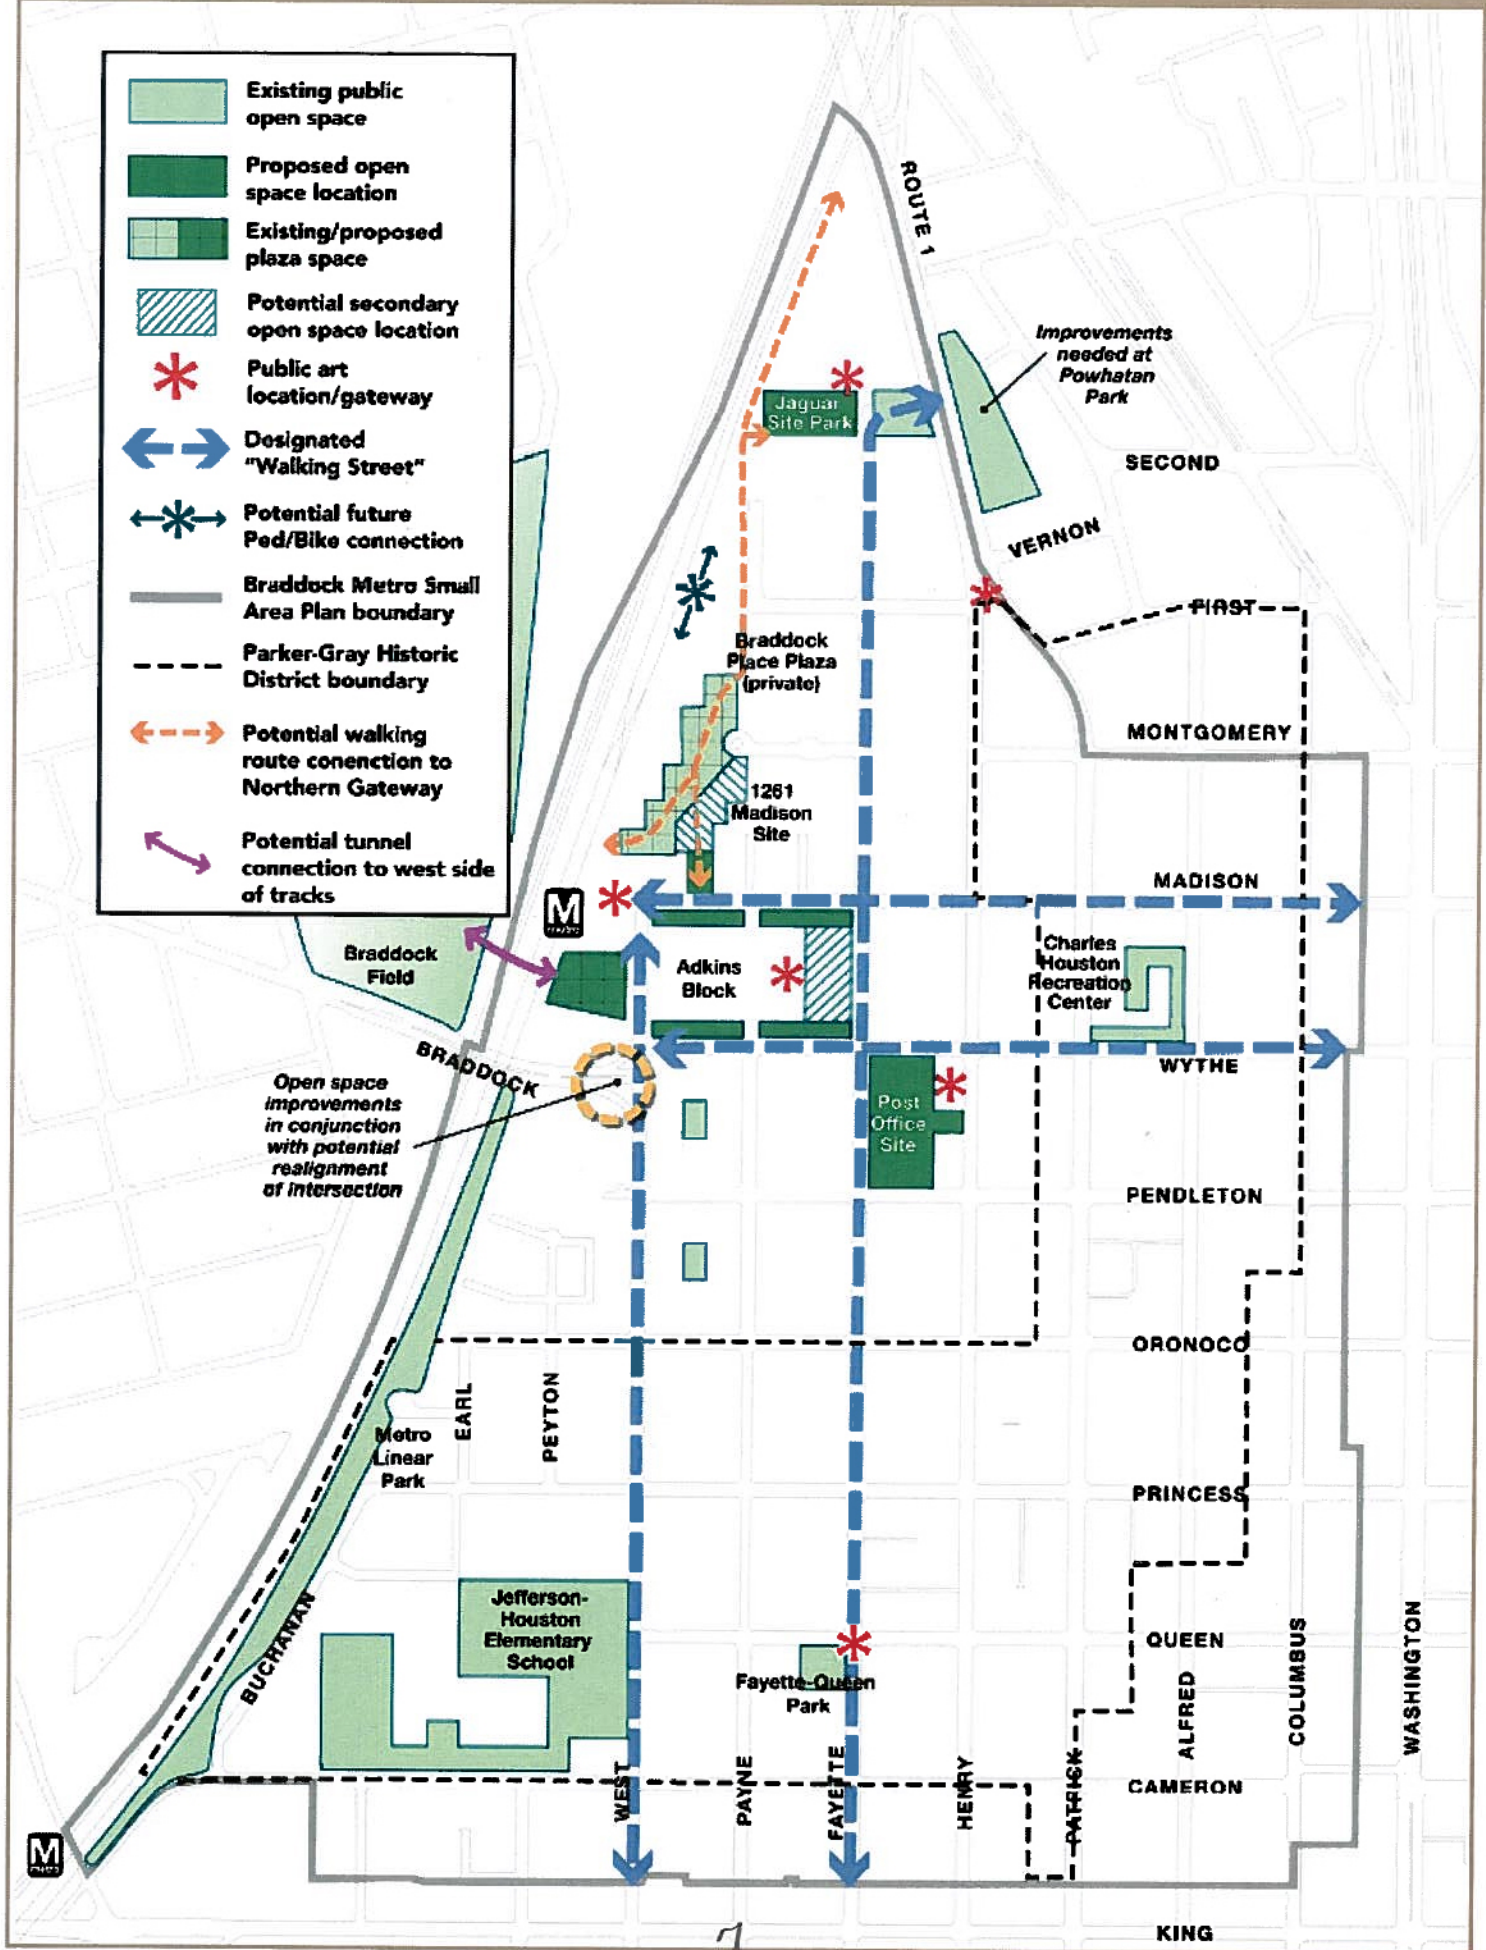 Existing public
open space
Proposed open
space location
Existing/proposed
plaza space
Potential secondary
open space location
Public art
location/gateway
Designated
"Walking Street"
Potential future
Ped/Bike connection
Braddock Metro Small
Area Plan boundary
Parker-Gray Historic
District boundary
Potential walking
route conenction to
Northern Gateway
Potential tunnel
connection to west side
of tracks
ROUTE 1
Improvements
needed at
Powhatan
Park
Jaguar
Site Park
SECOND
VERNON
FIRST
Braddock
Place Plaza
(private)
MONTGOMERY
1261
Madison
Site
MADISON
M
metro
Braddock
Field
Adkins
Block
Charles
Houston
Recreation
Center
BRADDOCK
WYTHE
Open space
improvements
in conjunction
with potential
realignment
of intersection
Post
Office
Site
PENDLETON
ORONOCO
EARL
PEYTON
Metro
Linear
Park
PRINCESS
BUCHANAN
Jefferson-
Houston
Elementary
School
QUEEN
Fayette-Queen
Park
WEST
PAYNE
FAYETTE
HENRY
PATRICK
ALFRED
COLUMBUS
WASHINGTON
CAMERON
M
metro
KING